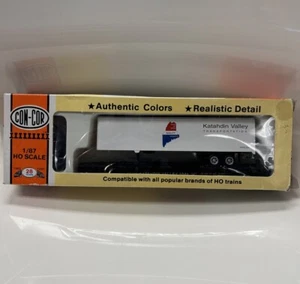 CON-COR
1/87
HO SCALE
★Authentic Colors ★Realistic Detail
Katahdin Valley
TRANSPORTATION
Compatible with all popular brands of HO trains